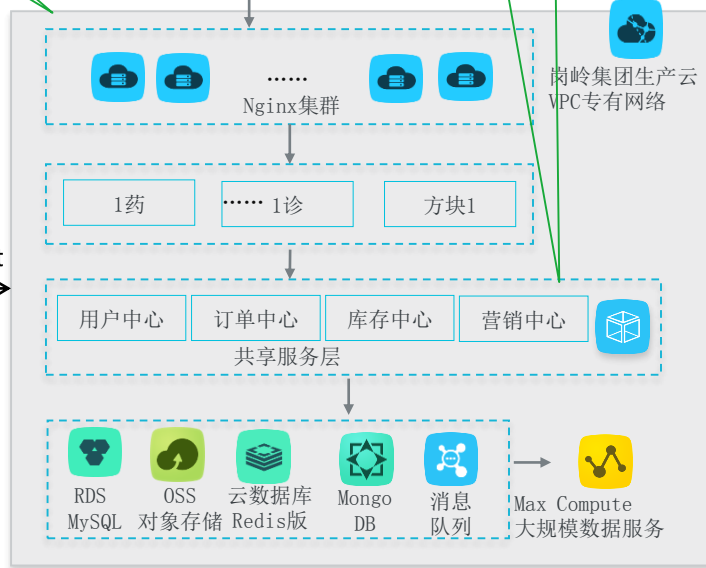 岗岭集团生产云
VPC专有网络
……
Nginx集群
1药
…… 1诊
方块1
用户中心
订单中心
库存中心
营销中心
共享服务层
RDS
MySQL
OSS
对象存储
云数据库
Redis版
Mongo
DB
消息
队列
Max Compute
大规模数据服务